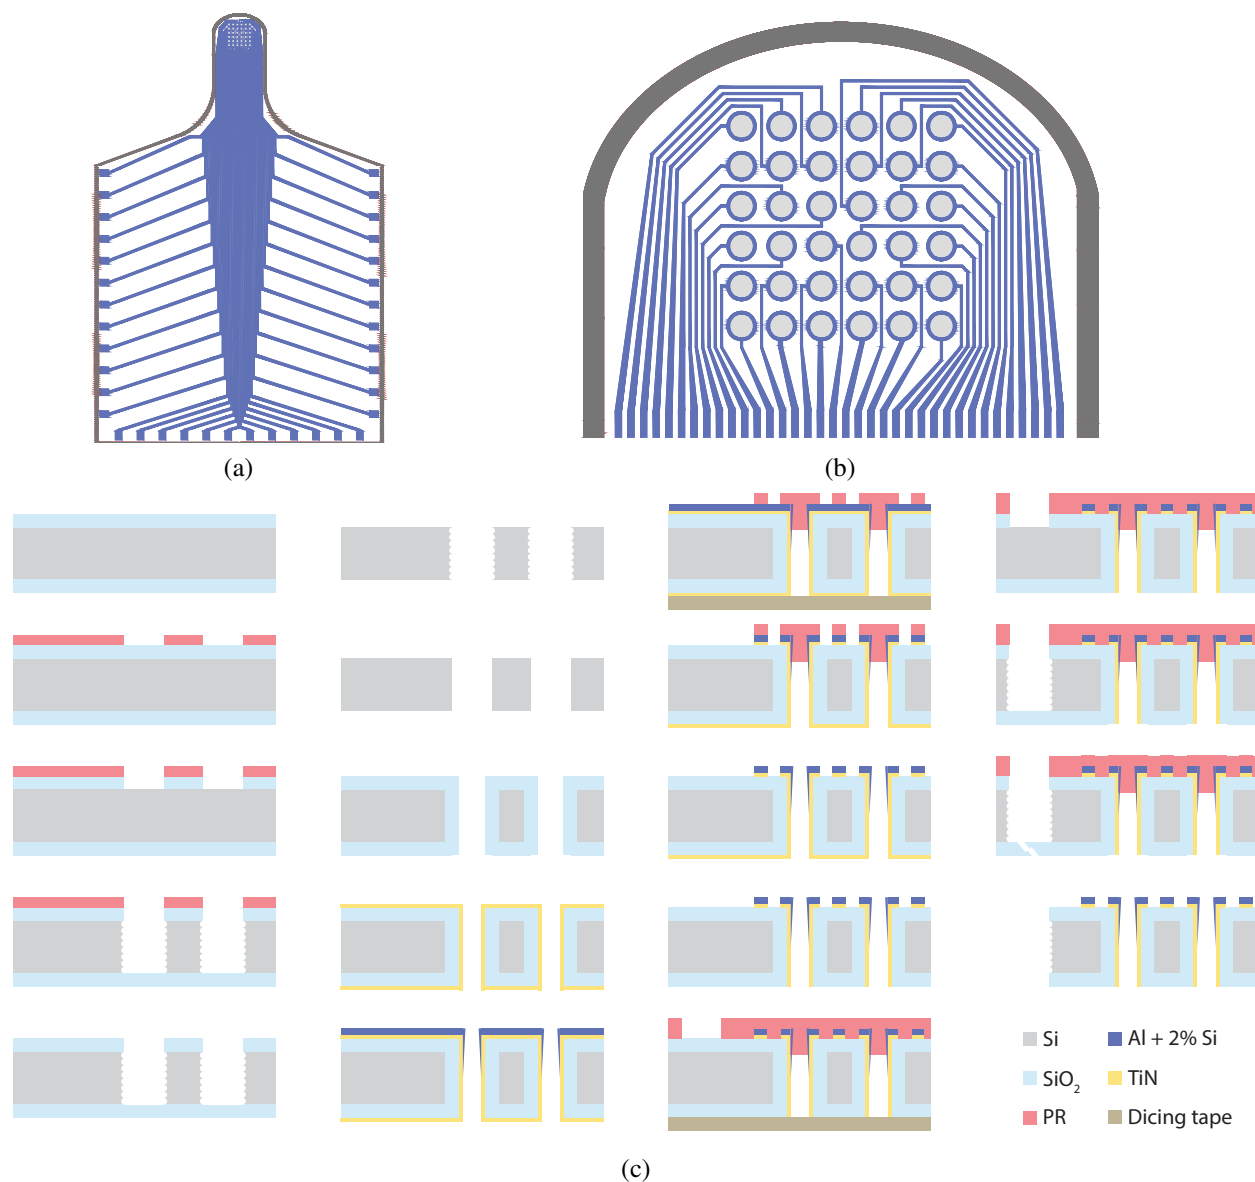 (a)
(b)
Si
Al + 2% Si
SiO₂
TiN
PR
Dicing tape
(c)